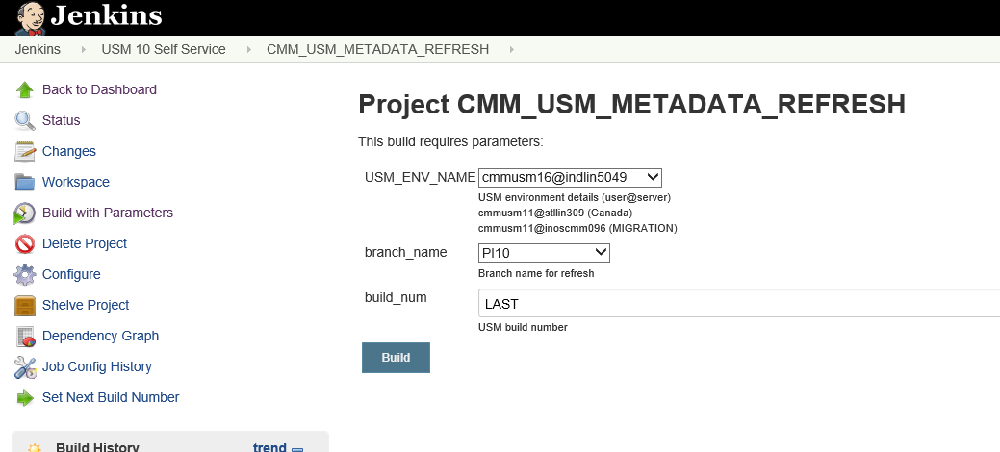 Jenkins
Jenkins USM 10 Self Service CMM_USM_METADATA_REFRESH
Back to Dashboard
Status
Changes
Workspace
Build with Parameters
Delete Project
Configure
Shelve Project
Dependency Graph
Job Config History
Set Next Build Number
Build History trend
Project CMM_USM_METADATA_REFRESH
This build requires parameters:
USM_ENV_NAME cmmusm16@indlin5049
USM environment details (user@server)
cmmusm11@stllin309 (Canada)
cmmusm11@inoscmm096 (MIGRATION)
branch_name PI10
Branch name for refresh
build_num LAST
USM build number
Build